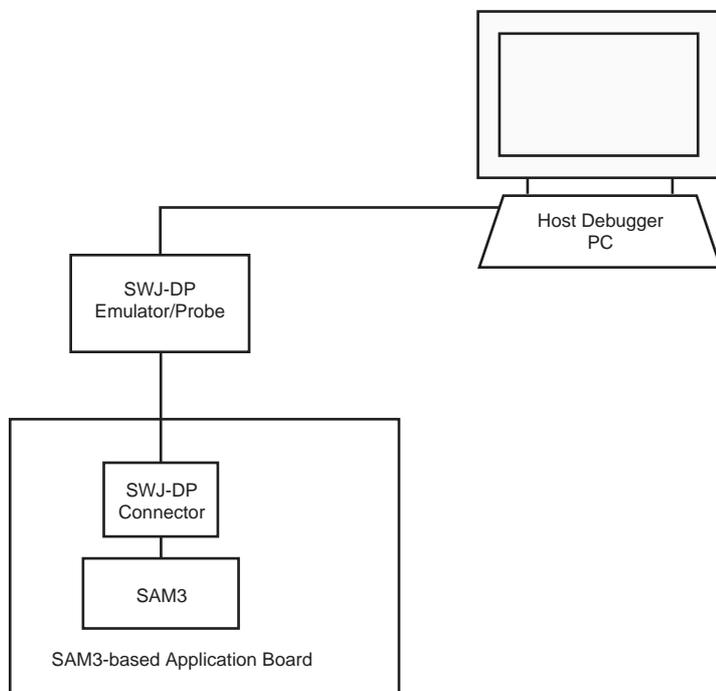 Host Debugger
PC
SWJ-DP
Emulator/Probe
SWJ-DP
Connector
SAM3
SAM3-based Application Board